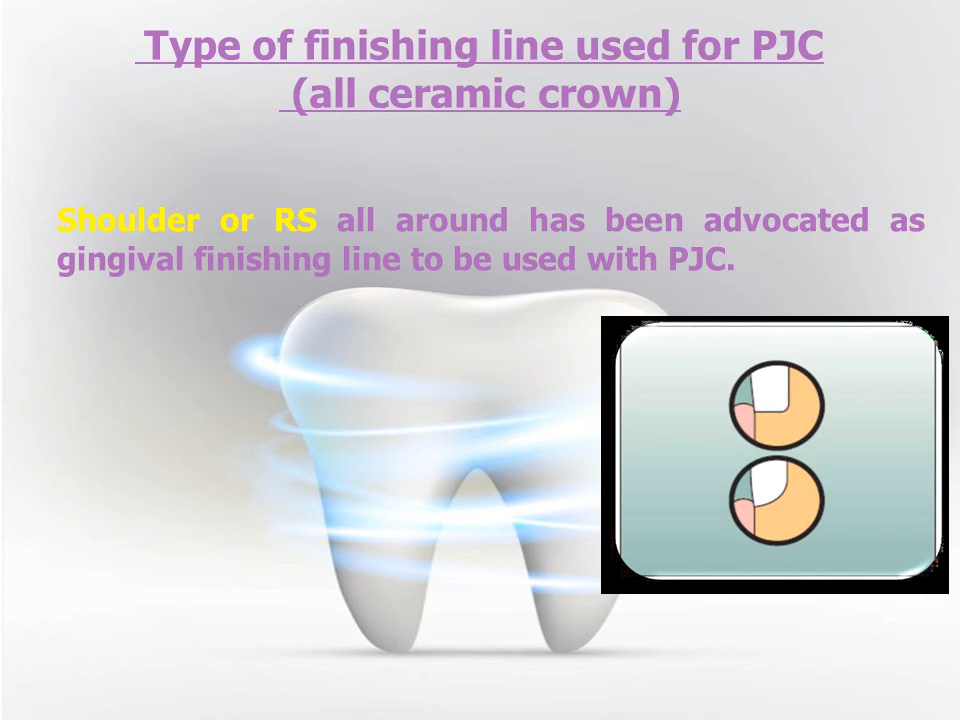 Type of finishing line used for PJC
(all ceramic crown)
Shoulder or RS all around has been advocated as
gingival finishing line to be used with PJC.